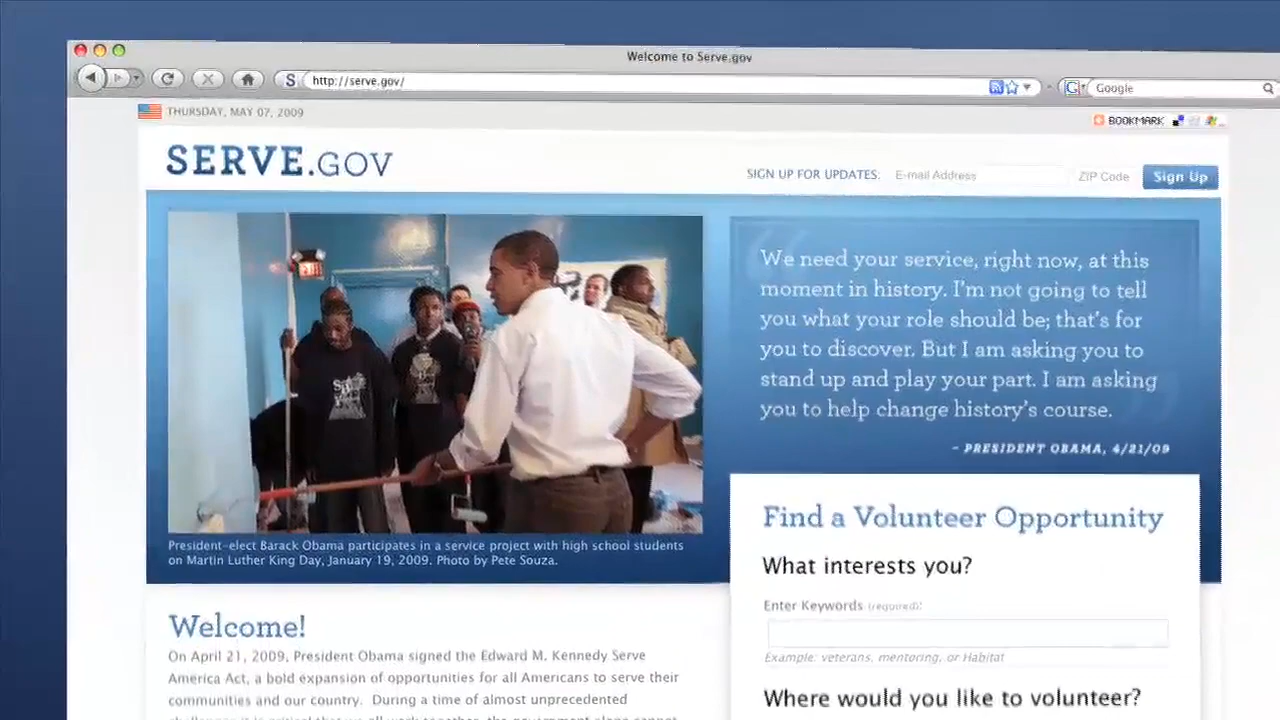 Welcome to Serve.gov
S http://serve.gov/
Google
THURSDAY, MAY 07, 2009
BOOKMARK
SERVE.GOV
SIGN UP FOR UPDATES: E-mail Address ZIP Code Sign Up
EXIT
We need your service, right now, at this
moment in history. I'm not going to tell
you what your role should be; that's for
you to discover. But I am asking you to
stand up and play your part. I am asking
you to help change history's course.
– PRESIDENT OBAMA, 4/21/09
President-elect Barack Obama participates in a service project with high school students
on Martin Luther King Day, January 19, 2009. Photo by Pete Souza.
Find a Volunteer Opportunity
What interests you?
Enter Keywords (required):
Example: veterans, mentoring, or Habitat
Where would you like to volunteer?
Welcome!
On April 21, 2009, President Obama signed the Edward M. Kennedy Serve
America Act, a bold expansion of opportunities for all Americans to serve their
communities and our country. During a time of almost unprecedented